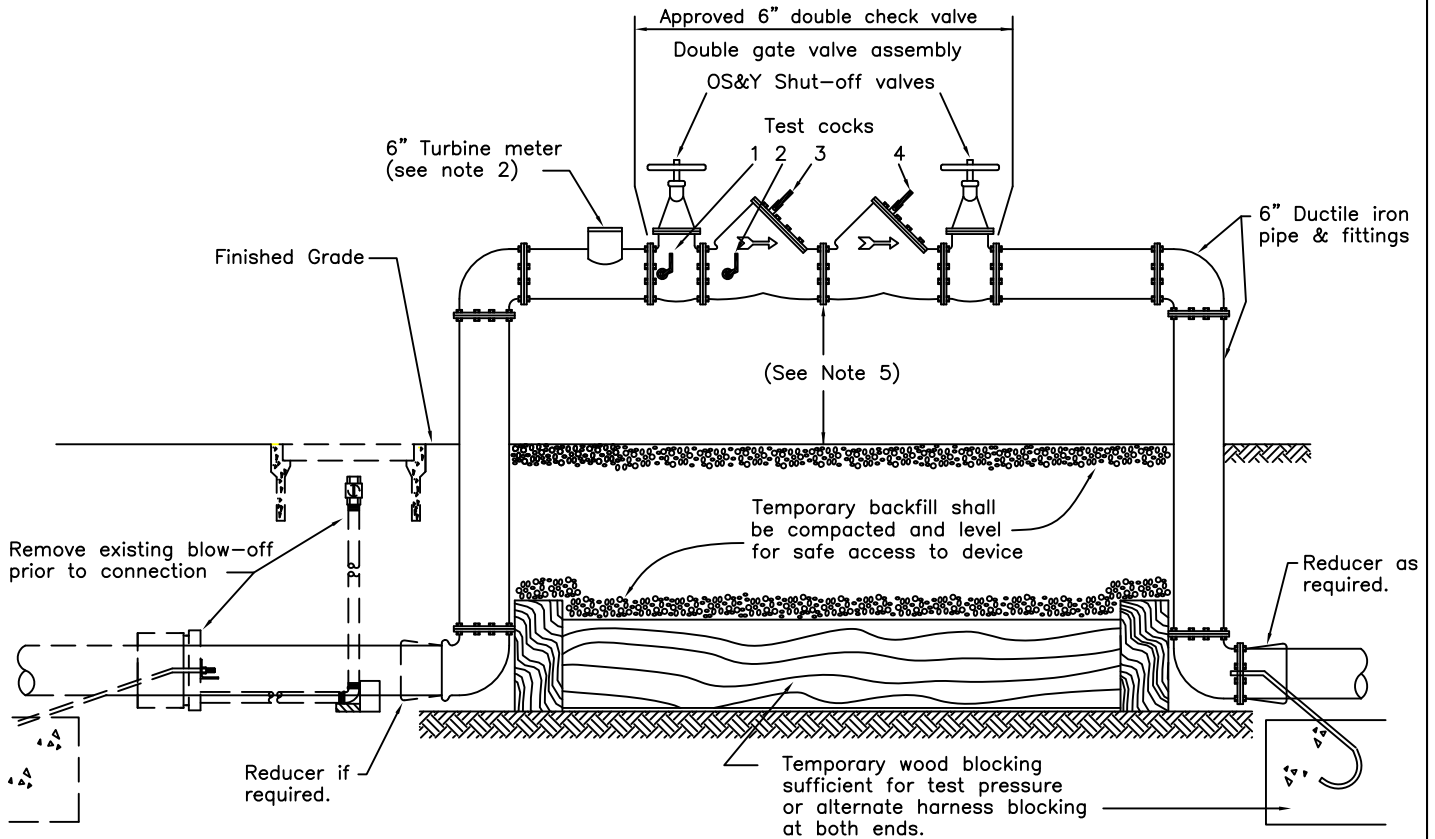 Approved 6" double check valve
Double gate valve assembly
OS&Y Shut-off valves
Test cocks
1 2 3 4
6" Turbine meter
(see note 2)
6" Ductile iron
pipe & fittings
Finished Grade
(See Note 5)
Temporary backfill shall
be compacted and level
for safe access to device
Remove existing blow-off
prior to connection
Reducer as
required.
Reducer if
required.
Temporary wood blocking
sufficient for test pressure
or alternate harness blocking
at both ends.